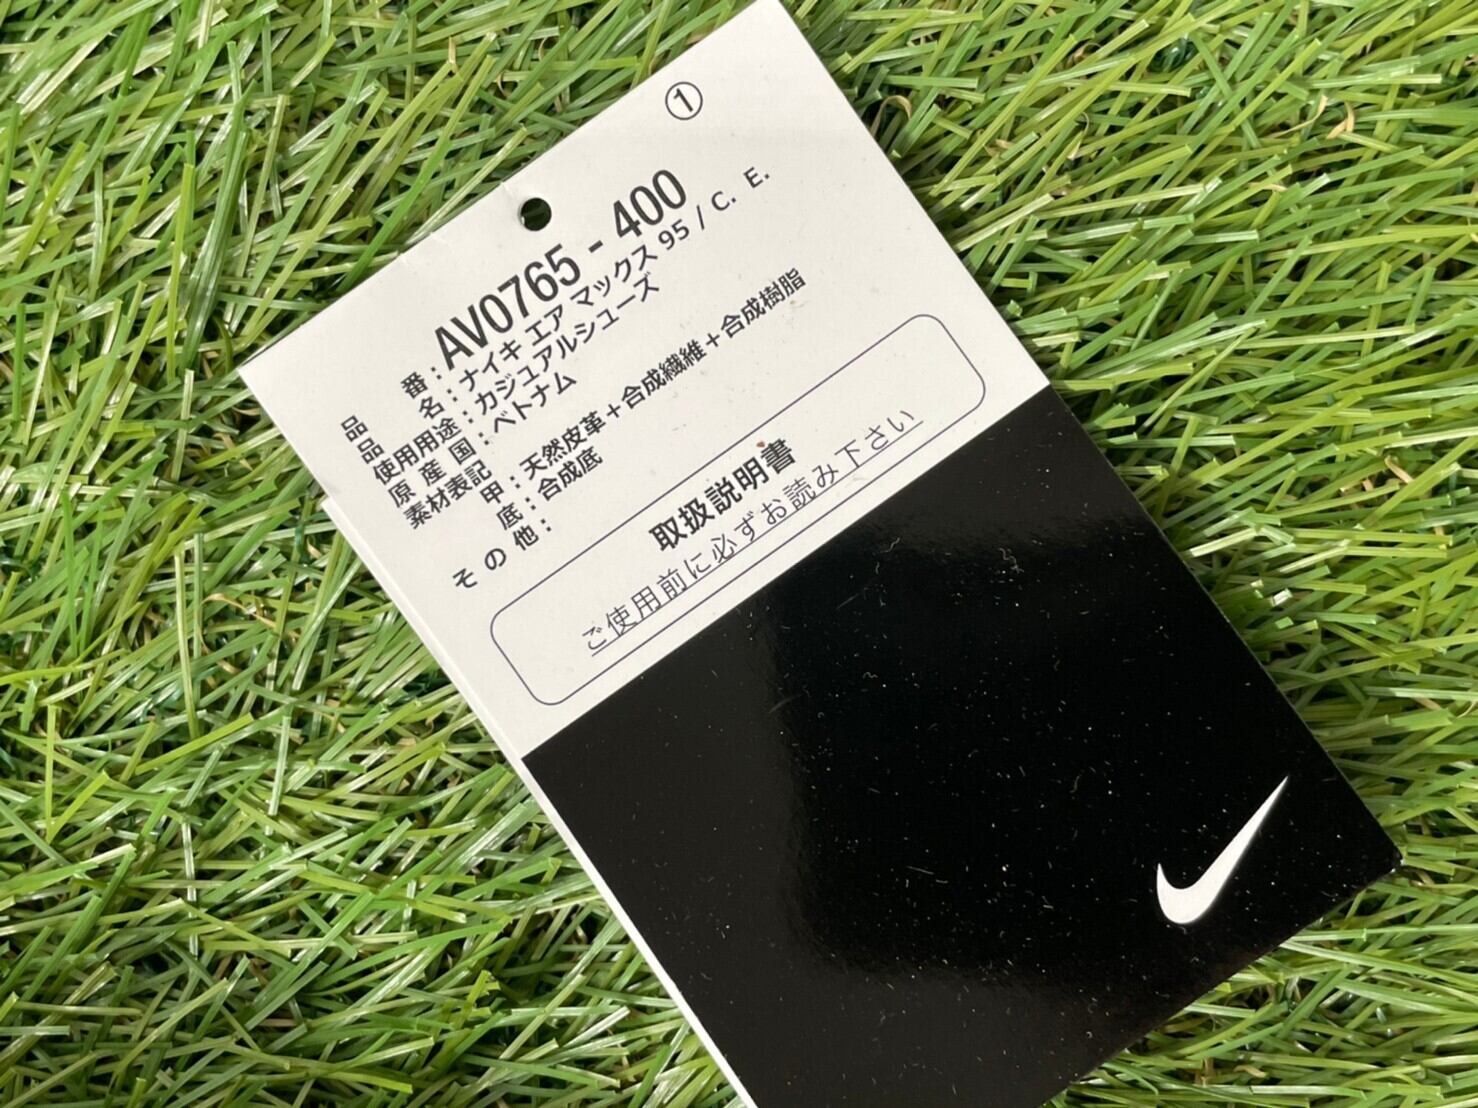 ①
品番：AV0765 - 400
品名：ナイキ エア マックス 95 / C. E.
使用用途：カジュアルシューズ
原産国：ベトナム
素材表記 甲：天然皮革+合成繊維+合成樹脂
底：合成底
その他：
取扱説明書
ご使用前に必ずお読み下さい